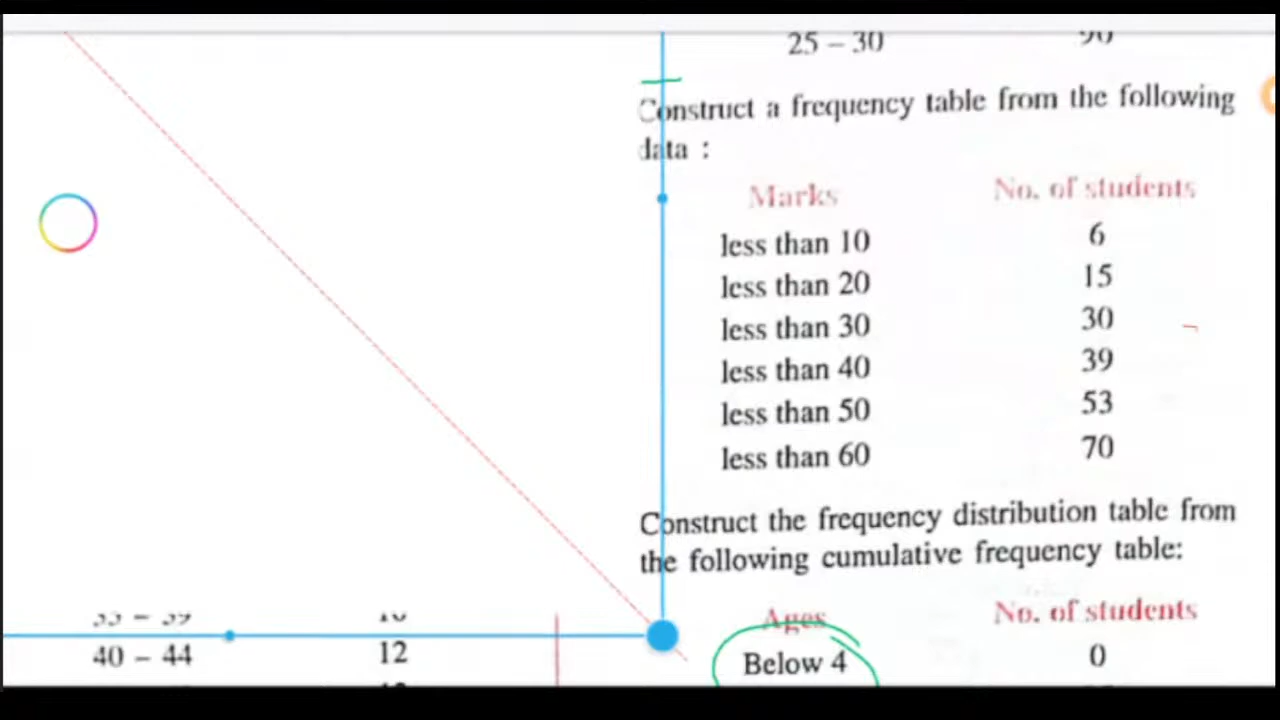 25 – 30 90
Construct a frequency table from the following
data :
Marks No. of students
less than 10 6
less than 20 15
less than 30 30
less than 40 39
less than 50 53
less than 60 70
Construct the frequency distribution table from
the following cumulative frequency table:
Ages No. of students
Below 4 0
40 – 44 12